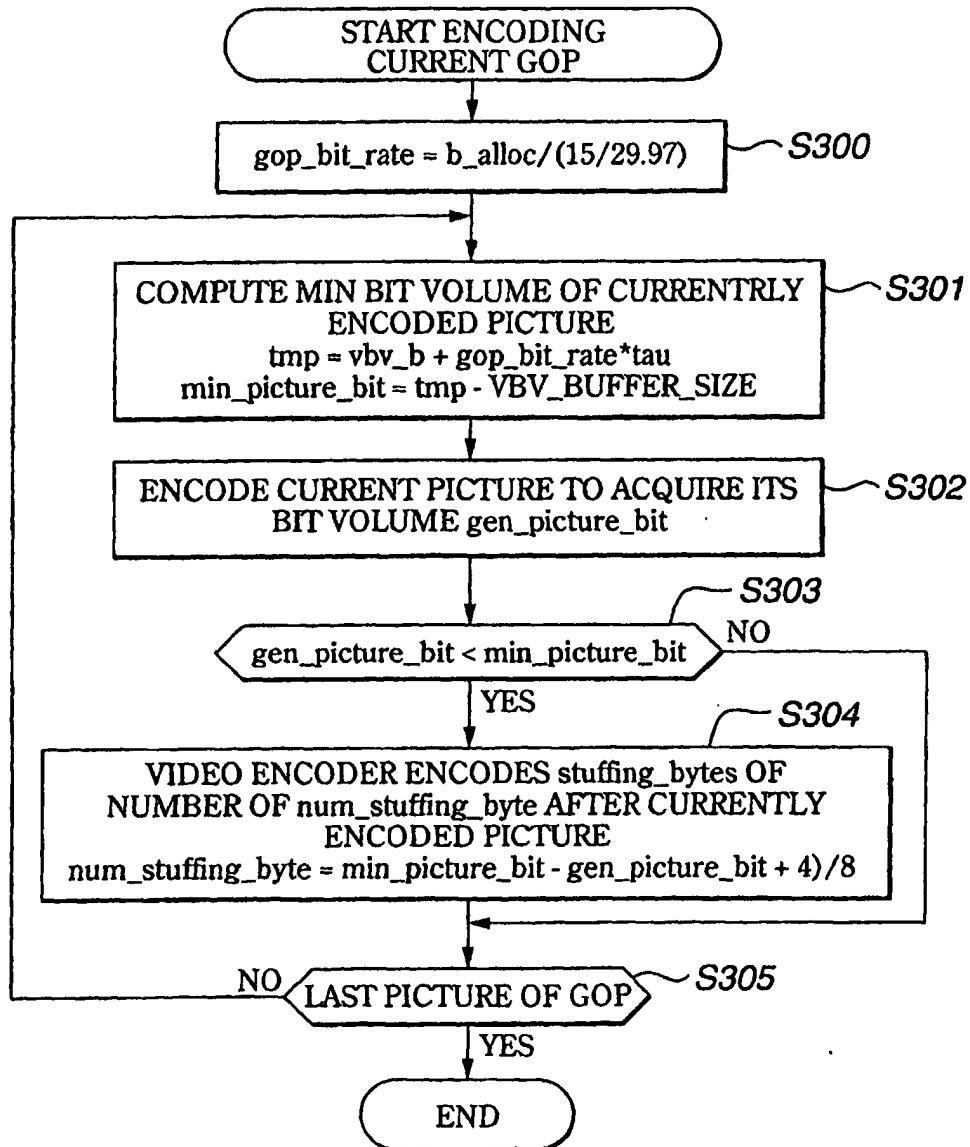 START ENCODING
CURRENT GOP
gop_bit_rate = b_alloc/(15/29.97)
S300
COMPUTE MIN BIT VOLUME OF CURRENTRLY
ENCODED PICTURE
tmp = vbv_b + gop_bit_rate*tau
min_picture_bit = tmp - VBV_BUFFER_SIZE
S301
ENCODE CURRENT PICTURE TO ACQUIRE ITS
BIT VOLUME gen_picture_bit
S302
S303
gen_picture_bit < min_picture_bit
NO
YES
S304
VIDEO ENCODER ENCODES stuffing_bytes OF
NUMBER OF num_stuffing_byte AFTER CURRENTLY
ENCODED PICTURE
num_stuffing_byte = min_picture_bit - gen_picture_bit + 4)/8
NO
LAST PICTURE OF GOP
S305
YES
END